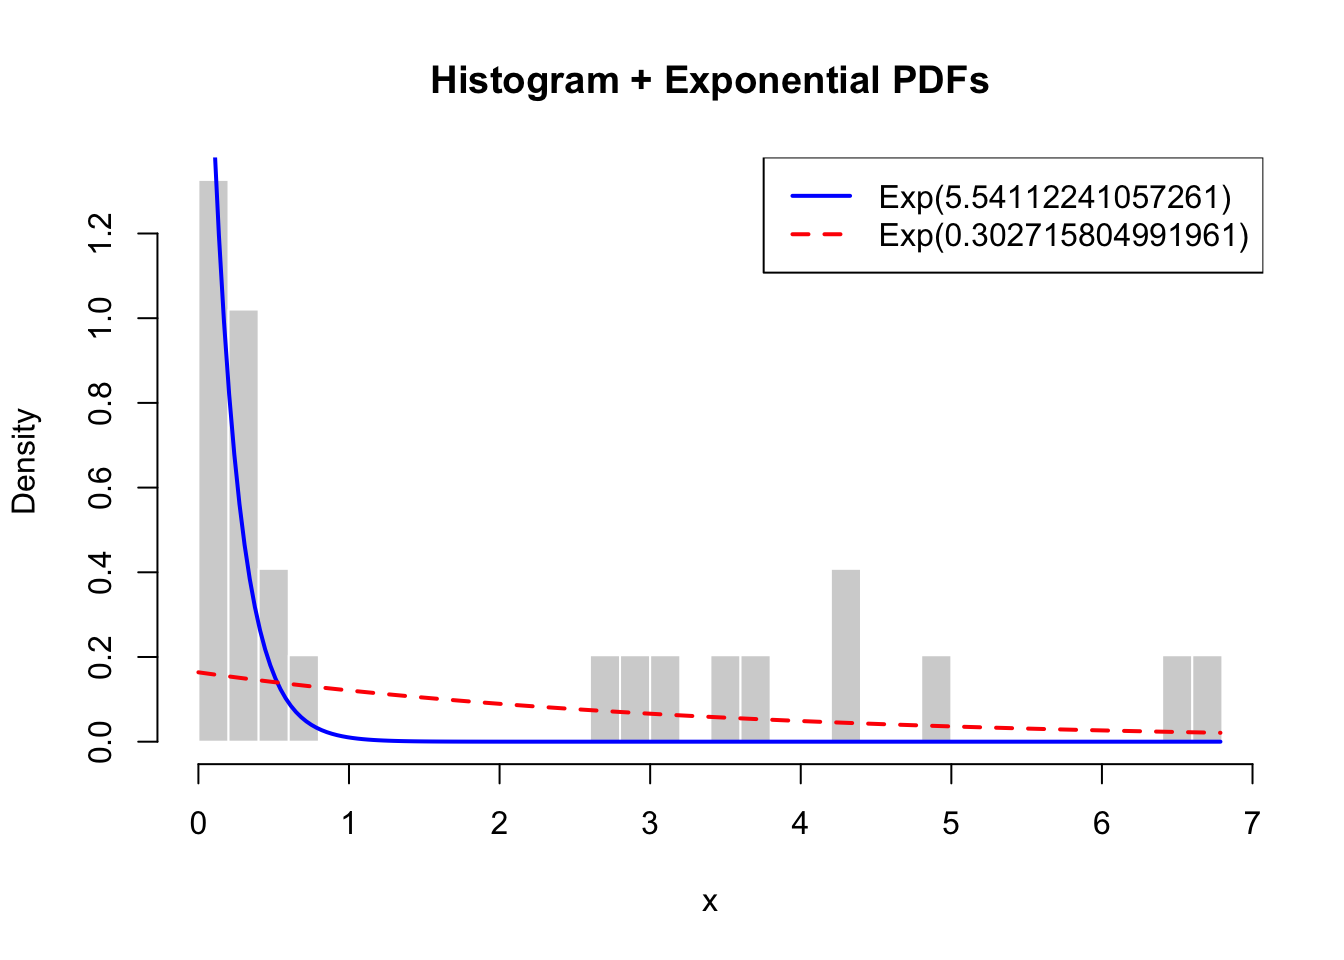 Histogram + Exponential PDFs
Exp(5.54112241057261)
Exp(0.302715804991961)
Density
0.0 0.2 0.4 0.6 0.8 1.0 1.2
0 1 2 3 4 5 6 7
x